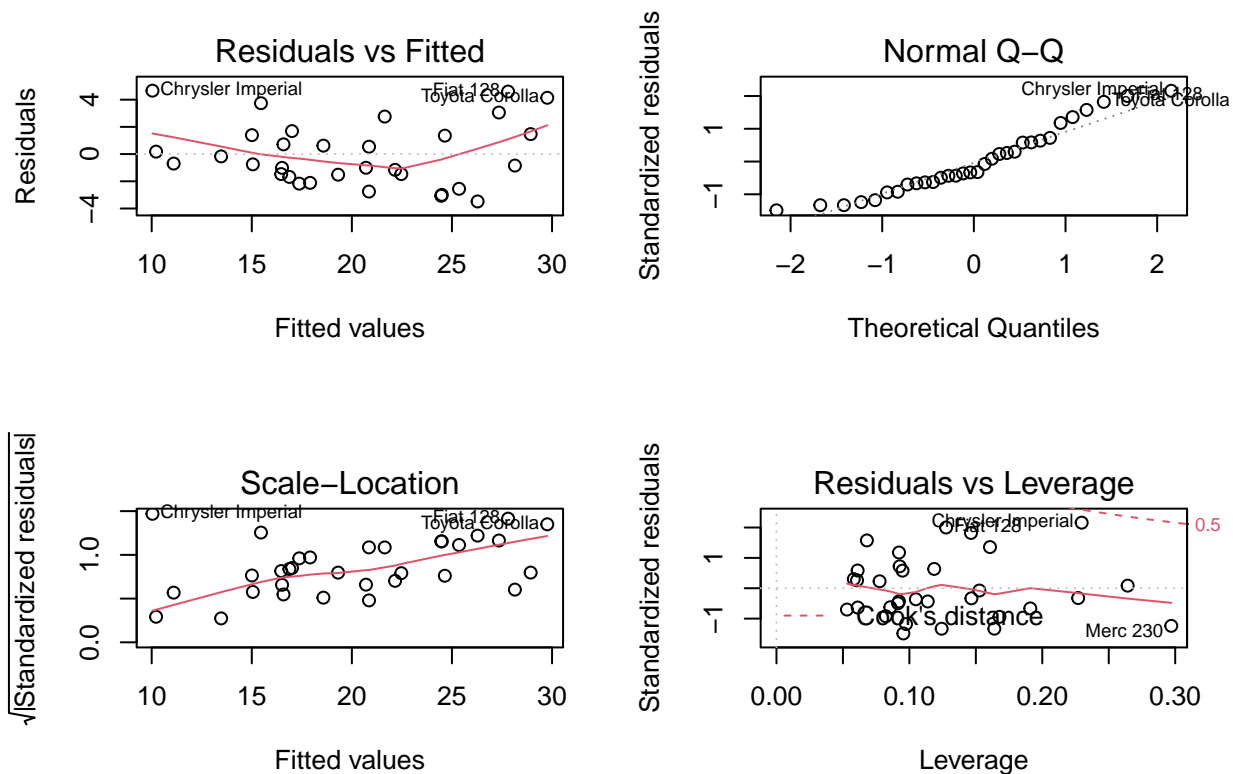 Residuals vs Fitted
Residuals
4
0
−4
Chrysler Imperial
Fiat 128
Toyota Corolla
10 15 20 25 30
Fitted values
Normal Q−Q
Standardized residuals
1
−1
Chrysler Imperial
Fiat 128
Toyota Corolla
−2 −1 0 1 2
Theoretical Quantiles
Scale−Location
√|Standardized residuals|
1.0
0.0
Chrysler Imperial
Fiat 128
Toyota Corolla
10 15 20 25 30
Fitted values
Residuals vs Leverage
Standardized residuals
1
−1
Chrysler Imperial
Fiat 128
0.5
Cook's distance
Merc 230
0.00 0.10 0.20 0.30
Leverage